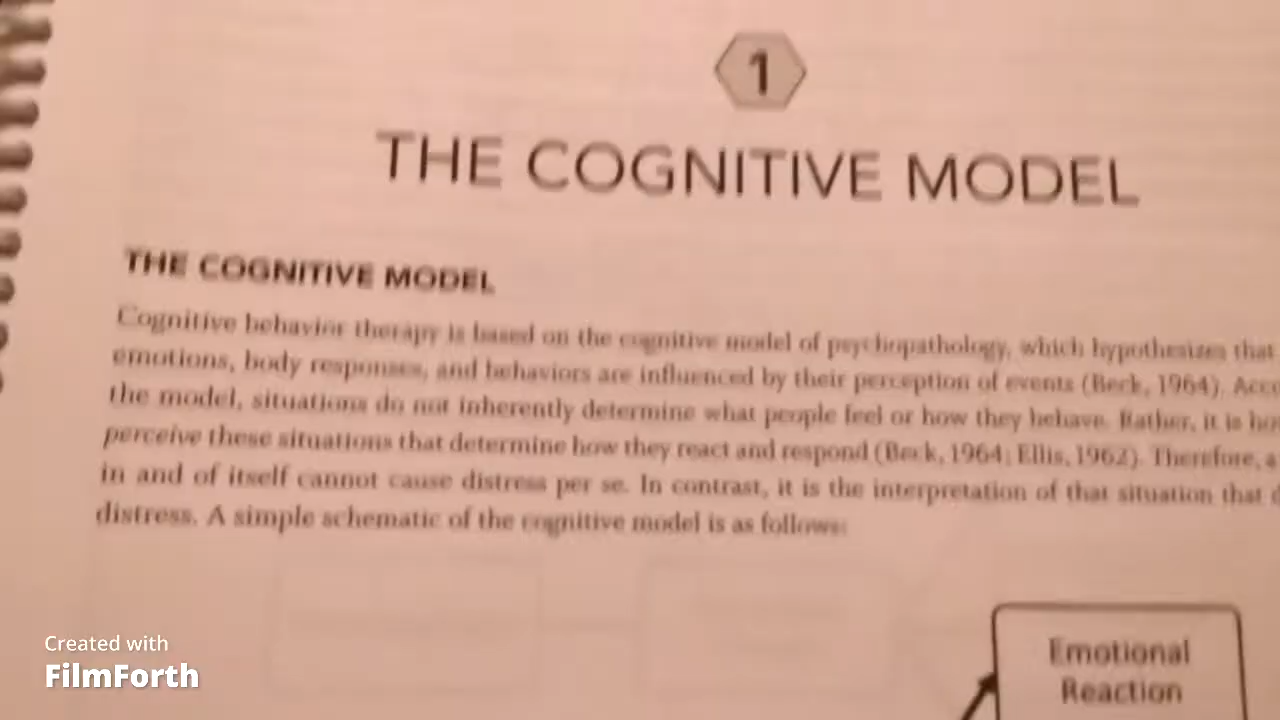 1
THE COGNITIVE MODEL
THE COGNITIVE MODEL
Cognitive behavior therapy is based on the cognitive model of psychopathology, which hypothesizes that
emotions, body responses, and behaviors are influenced by their perception of events (Beck, 1964). Acc
the model, situations do not inherently determine what people feel or how they behave. Rather, it is ho
perceive these situations that determine how they react and respond (Beck, 1964; Ellis, 1962). Therefore, a
in and of itself cannot cause distress per se. In contrast, it is the interpretation of that situation that
distress. A simple schematic of the cognitive model is as follows:
Emotional
Reaction
Created with
FilmForth